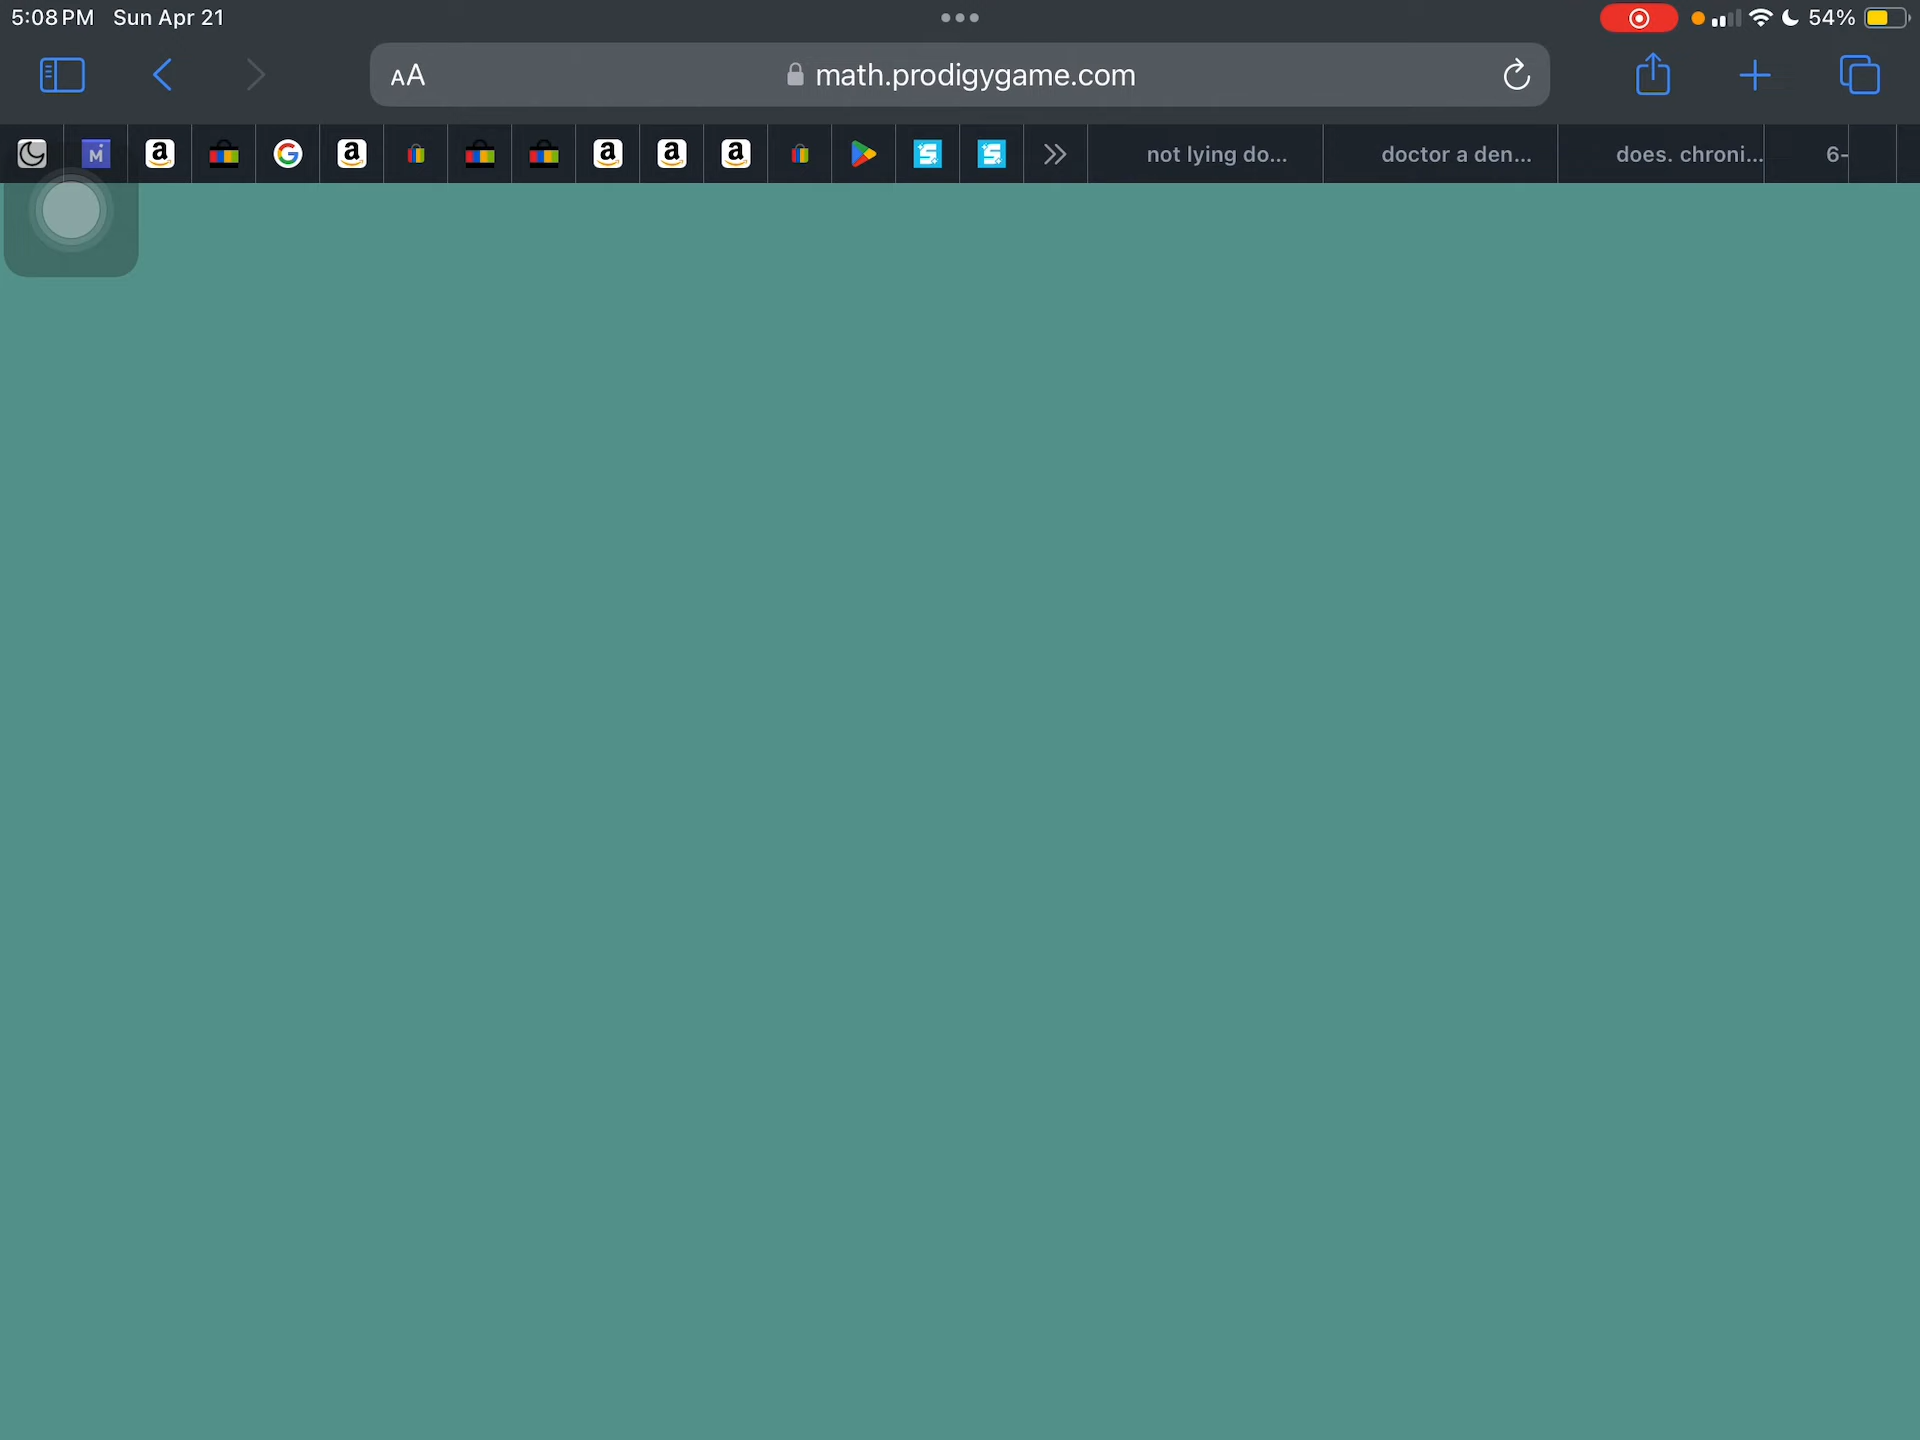 5:08 PM Sun Apr 21
54%
AA
math.prodigygame.com
not lying do...
doctor a den...
does. chroni...
6-